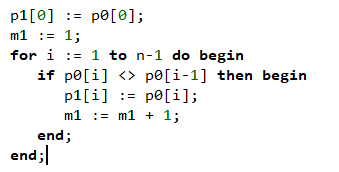 p1[0] := p0[0];
m1 := 1;
for i := 1 to n-1 do begin
if p0[i] <> p0[i-1] then begin
p1[i] := p0[i];
m1 := m1 + 1;
end;
end;